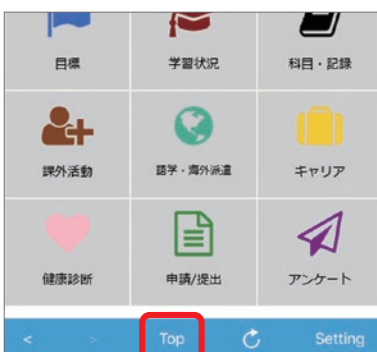 目標
学習状況
科目・記録
課外活動
語学・海外派遣
キャリア
健康診断
申請/提出
アンケート
< > Top Setting